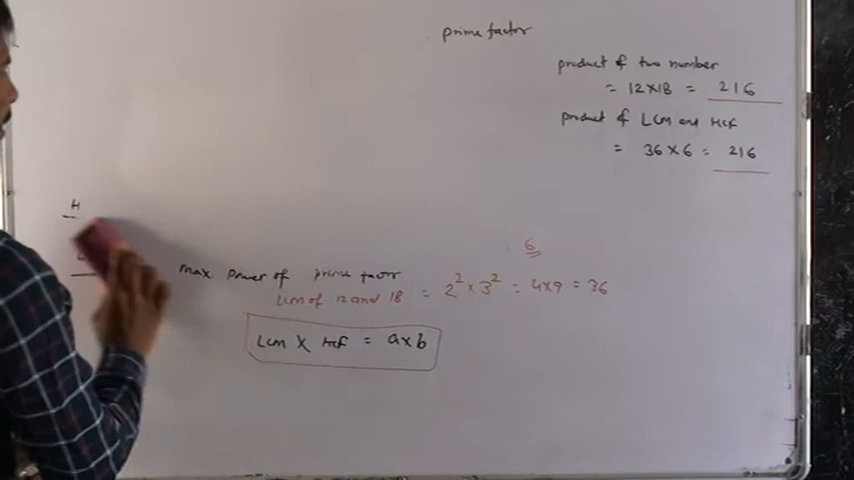 prime factor
product of two number
= 12×18 = 216
product of LCM and HCF
= 36×6 = 216
H
6
max power of prime factor
LCM of 12 and 18 = 2² × 3² = 4×9 = 36
LCM × HCF = a×b